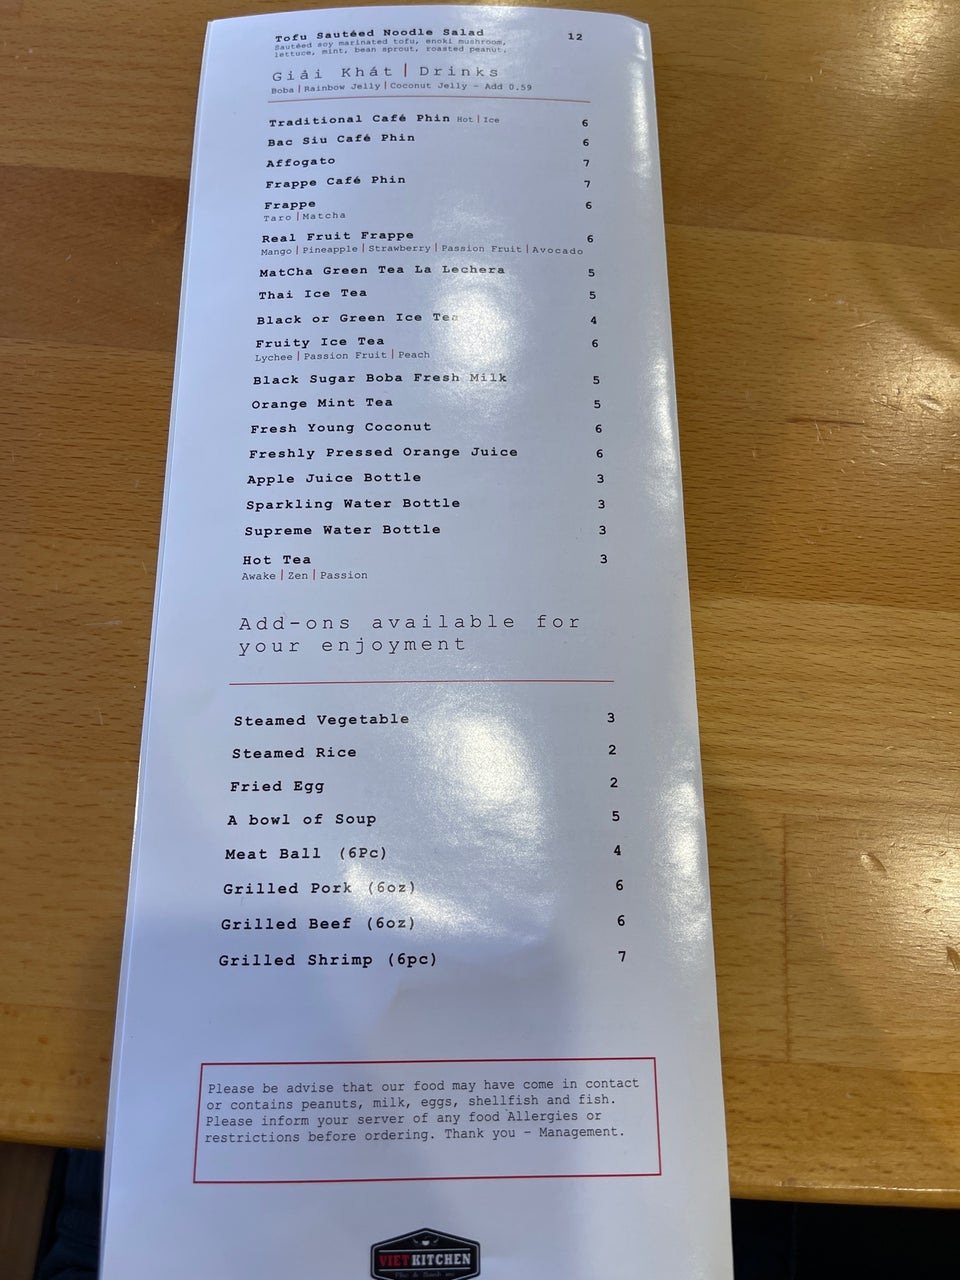 Tofu Sautéed Noodle Salad 12
Sautéed soy marinated tofu, enoki mushroom,
lettuce, mint, bean sprout, roasted peanut,
Giải Khát | Drinks
Boba | Rainbow Jelly | Coconut Jelly - Add 0.59
Traditional Café Phin Hot | Ice 6
Bac Siu Café Phin 6
Affogato 7
Frappe Café Phin 7
Frappe 6
Taro | Matcha
Real Fruit Frappe 6
Mango | Pineapple | Strawberry | Passion Fruit | Avocado
MatCha Green Tea La Lechera 5
Thai Ice Tea 5
Black or Green Ice Tea 4
Fruity Ice Tea 6
Lychee | Passion Fruit | Peach
Black Sugar Boba Fresh Milk 5
Orange Mint Tea 5
Fresh Young Coconut 6
Freshly Pressed Orange Juice 6
Apple Juice Bottle 3
Sparkling Water Bottle 3
Supreme Water Bottle 3
Hot Tea 3
Awake | Zen | Passion
Add-ons available for
your enjoyment
Steamed Vegetable 3
Steamed Rice 2
Fried Egg 2
A bowl of Soup 5
Meat Ball (6Pc) 4
Grilled Pork (6oz) 6
Grilled Beef (6oz) 6
Grilled Shrimp (6pc) 7
Please be advise that our food may have come in contact
or contains peanuts, milk, eggs, shellfish and fish.
Please inform your server of any food Allergies or
restrictions before ordering. Thank you - Management.
VIETKITCHEN
Pho & Banh mi